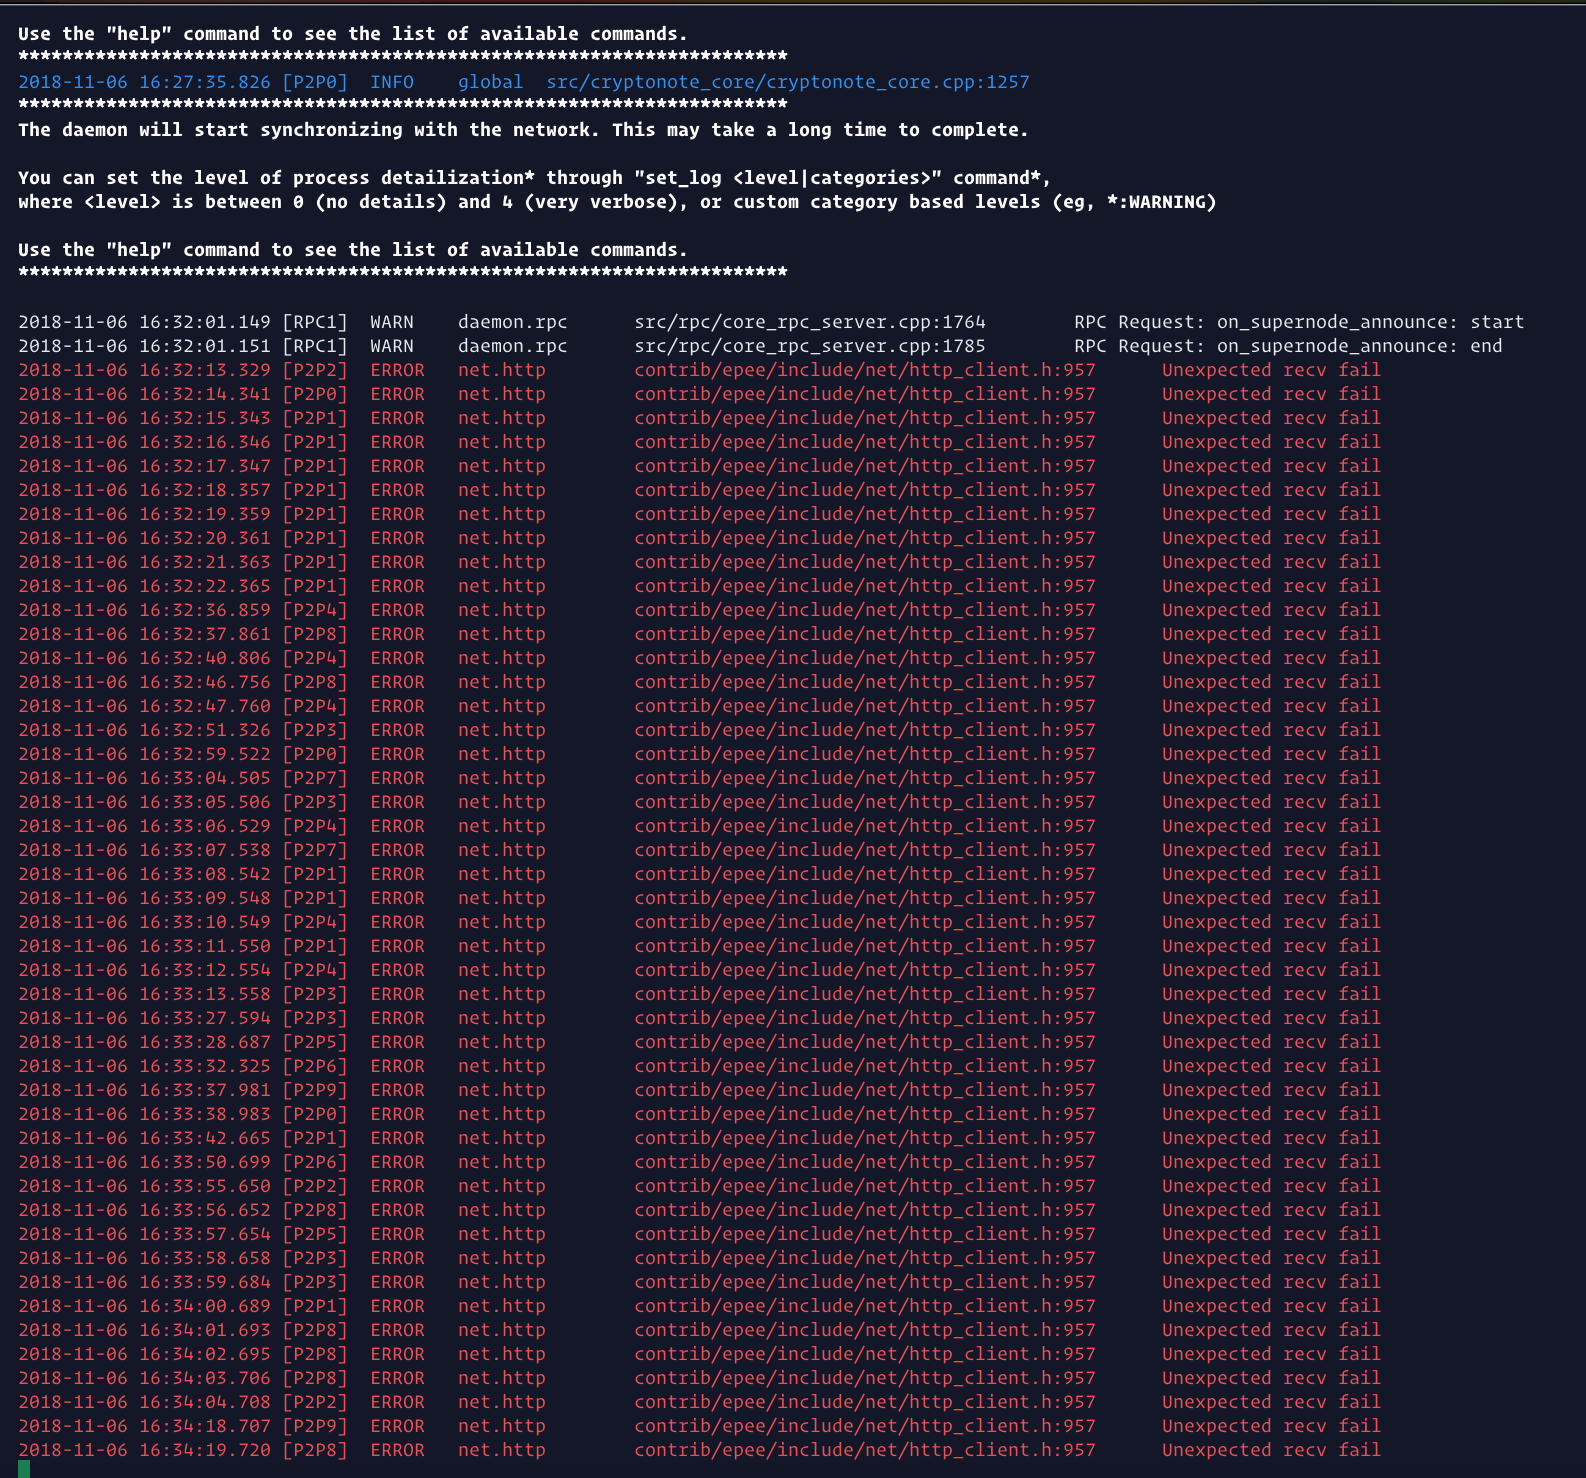 Use the "help" command to see the list of available commands.
**********************************************************************
2018-11-06 16:27:35.826 [P2P0]  INFO    global  src/cryptonote_core/cryptonote_core.cpp:1257
**********************************************************************
The daemon will start synchronizing with the network. This may take a long time to complete.

You can set the level of process detailization* through "set_log <level|categories>" command*,
where <level> is between 0 (no details) and 4 (very verbose), or custom category based levels (eg, *:WARNING)

Use the "help" command to see the list of available commands.
**********************************************************************

2018-11-06 16:32:01.149 [RPC1]  WARN    daemon.rpc      src/rpc/core_rpc_server.cpp:1764        RPC Request: on_supernode_announce: start
2018-11-06 16:32:01.151 [RPC1]  WARN    daemon.rpc      src/rpc/core_rpc_server.cpp:1785        RPC Request: on_supernode_announce: end
2018-11-06 16:32:13.329 [P2P2]  ERROR   net.http        contrib/epee/include/net/http_client.h:957      Unexpected recv fail
2018-11-06 16:32:14.341 [P2P0]  ERROR   net.http        contrib/epee/include/net/http_client.h:957      Unexpected recv fail
2018-11-06 16:32:15.343 [P2P1]  ERROR   net.http        contrib/epee/include/net/http_client.h:957      Unexpected recv fail
2018-11-06 16:32:16.346 [P2P1]  ERROR   net.http        contrib/epee/include/net/http_client.h:957      Unexpected recv fail
2018-11-06 16:32:17.347 [P2P1]  ERROR   net.http        contrib/epee/include/net/http_client.h:957      Unexpected recv fail
2018-11-06 16:32:18.357 [P2P1]  ERROR   net.http        contrib/epee/include/net/http_client.h:957      Unexpected recv fail
2018-11-06 16:32:19.359 [P2P1]  ERROR   net.http        contrib/epee/include/net/http_client.h:957      Unexpected recv fail
2018-11-06 16:32:20.361 [P2P1]  ERROR   net.http        contrib/epee/include/net/http_client.h:957      Unexpected recv fail
2018-11-06 16:32:21.363 [P2P1]  ERROR   net.http        contrib/epee/include/net/http_client.h:957      Unexpected recv fail
2018-11-06 16:32:22.365 [P2P1]  ERROR   net.http        contrib/epee/include/net/http_client.h:957      Unexpected recv fail
2018-11-06 16:32:36.859 [P2P4]  ERROR   net.http        contrib/epee/include/net/http_client.h:957      Unexpected recv fail
2018-11-06 16:32:37.861 [P2P8]  ERROR   net.http        contrib/epee/include/net/http_client.h:957      Unexpected recv fail
2018-11-06 16:32:40.806 [P2P4]  ERROR   net.http        contrib/epee/include/net/http_client.h:957      Unexpected recv fail
2018-11-06 16:32:46.756 [P2P8]  ERROR   net.http        contrib/epee/include/net/http_client.h:957      Unexpected recv fail
2018-11-06 16:32:47.760 [P2P4]  ERROR   net.http        contrib/epee/include/net/http_client.h:957      Unexpected recv fail
2018-11-06 16:32:51.326 [P2P3]  ERROR   net.http        contrib/epee/include/net/http_client.h:957      Unexpected recv fail
2018-11-06 16:32:59.522 [P2P0]  ERROR   net.http        contrib/epee/include/net/http_client.h:957      Unexpected recv fail
2018-11-06 16:33:04.505 [P2P7]  ERROR   net.http        contrib/epee/include/net/http_client.h:957      Unexpected recv fail
2018-11-06 16:33:05.506 [P2P3]  ERROR   net.http        contrib/epee/include/net/http_client.h:957      Unexpected recv fail
2018-11-06 16:33:06.529 [P2P4]  ERROR   net.http        contrib/epee/include/net/http_client.h:957      Unexpected recv fail
2018-11-06 16:33:07.538 [P2P7]  ERROR   net.http        contrib/epee/include/net/http_client.h:957      Unexpected recv fail
2018-11-06 16:33:08.542 [P2P1]  ERROR   net.http        contrib/epee/include/net/http_client.h:957      Unexpected recv fail
2018-11-06 16:33:09.548 [P2P1]  ERROR   net.http        contrib/epee/include/net/http_client.h:957      Unexpected recv fail
2018-11-06 16:33:10.549 [P2P4]  ERROR   net.http        contrib/epee/include/net/http_client.h:957      Unexpected recv fail
2018-11-06 16:33:11.550 [P2P1]  ERROR   net.http        contrib/epee/include/net/http_client.h:957      Unexpected recv fail
2018-11-06 16:33:12.554 [P2P4]  ERROR   net.http        contrib/epee/include/net/http_client.h:957      Unexpected recv fail
2018-11-06 16:33:13.558 [P2P3]  ERROR   net.http        contrib/epee/include/net/http_client.h:957      Unexpected recv fail
2018-11-06 16:33:27.594 [P2P3]  ERROR   net.http        contrib/epee/include/net/http_client.h:957      Unexpected recv fail
2018-11-06 16:33:28.687 [P2P5]  ERROR   net.http        contrib/epee/include/net/http_client.h:957      Unexpected recv fail
2018-11-06 16:33:32.325 [P2P6]  ERROR   net.http        contrib/epee/include/net/http_client.h:957      Unexpected recv fail
2018-11-06 16:33:37.981 [P2P9]  ERROR   net.http        contrib/epee/include/net/http_client.h:957      Unexpected recv fail
2018-11-06 16:33:38.983 [P2P0]  ERROR   net.http        contrib/epee/include/net/http_client.h:957      Unexpected recv fail
2018-11-06 16:33:42.665 [P2P1]  ERROR   net.http        contrib/epee/include/net/http_client.h:957      Unexpected recv fail
2018-11-06 16:33:50.699 [P2P6]  ERROR   net.http        contrib/epee/include/net/http_client.h:957      Unexpected recv fail
2018-11-06 16:33:55.650 [P2P2]  ERROR   net.http        contrib/epee/include/net/http_client.h:957      Unexpected recv fail
2018-11-06 16:33:56.652 [P2P8]  ERROR   net.http        contrib/epee/include/net/http_client.h:957      Unexpected recv fail
2018-11-06 16:33:57.654 [P2P5]  ERROR   net.http        contrib/epee/include/net/http_client.h:957      Unexpected recv fail
2018-11-06 16:33:58.658 [P2P3]  ERROR   net.http        contrib/epee/include/net/http_client.h:957      Unexpected recv fail
2018-11-06 16:33:59.684 [P2P3]  ERROR   net.http        contrib/epee/include/net/http_client.h:957      Unexpected recv fail
2018-11-06 16:34:00.689 [P2P1]  ERROR   net.http        contrib/epee/include/net/http_client.h:957      Unexpected recv fail
2018-11-06 16:34:01.693 [P2P8]  ERROR   net.http        contrib/epee/include/net/http_client.h:957      Unexpected recv fail
2018-11-06 16:34:02.695 [P2P8]  ERROR   net.http        contrib/epee/include/net/http_client.h:957      Unexpected recv fail
2018-11-06 16:34:03.706 [P2P8]  ERROR   net.http        contrib/epee/include/net/http_client.h:957      Unexpected recv fail
2018-11-06 16:34:04.708 [P2P2]  ERROR   net.http        contrib/epee/include/net/http_client.h:957      Unexpected recv fail
2018-11-06 16:34:18.707 [P2P9]  ERROR   net.http        contrib/epee/include/net/http_client.h:957      Unexpected recv fail
2018-11-06 16:34:19.720 [P2P8]  ERROR   net.http        contrib/epee/include/net/http_client.h:957      Unexpected recv fail